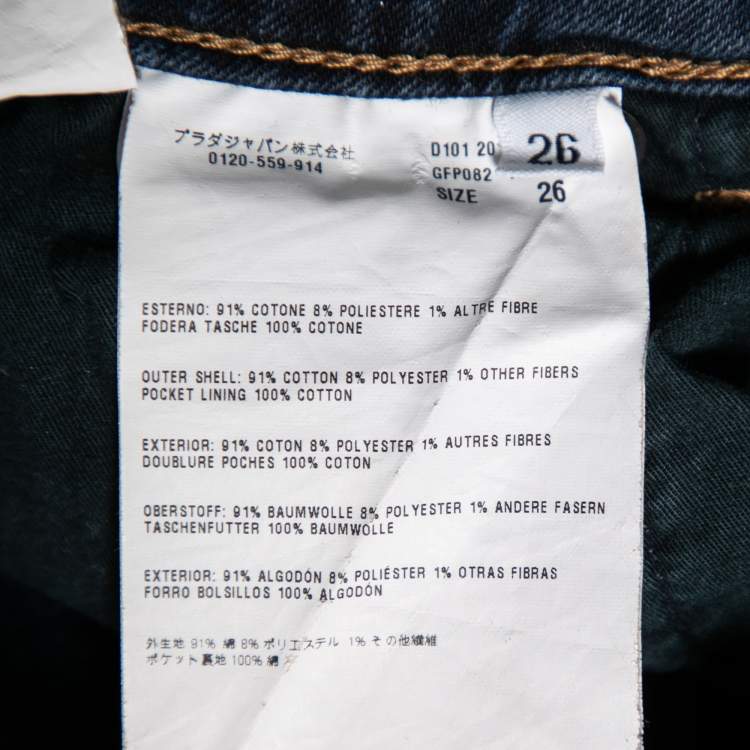 プラダジャパン株式会社
0120-559-914
D101 20
GFP082
SIZE 26
26
ESTERNO: 91% COTONE 8% POLIESTERE 1% ALTRE FIBRE
FODERA TASCHE 100% COTONE
OUTER SHELL: 91% COTTON 8% POLYESTER 1% OTHER FIBERS
POCKET LINING 100% COTTON
EXTERIOR: 91% COTON 8% POLYESTER 1% AUTRES FIBRES
DOUBLURE POCHES 100% COTON
OBERSTOFF: 91% BAUMWOLLE 8% POLYESTER 1% ANDERE FASERN
TASCHENFUTTER 100% BAUMWOLLE
EXTERIOR: 91% ALGODÓN 8% POLIÉSTER 1% OTRAS FIBRAS
FORRO BOLSILLOS 100% ALGODÓN
外生地 91% 綿 8% ポリエステル 1% その他繊維
ポケット裏地 100% 綿